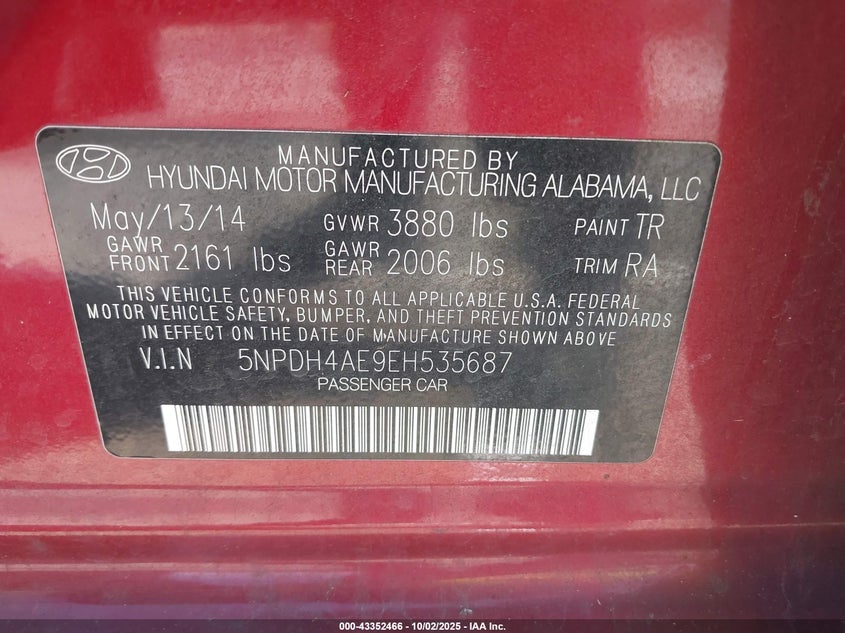 MANUFACTURED BY
HYUNDAI MOTOR MANUFACTURING ALABAMA, LLC
May/13/14 GVWR 3880 lbs PAINT TR
GAWR FRONT 2161 lbs GAWR REAR 2006 lbs TRIM RA
THIS VEHICLE CONFORMS TO ALL APPLICABLE U.S.A. FEDERAL
MOTOR VEHICLE SAFETY, BUMPER, AND THEFT PREVENTION STANDARDS
IN EFFECT ON THE DATE OF MANUFACTURE SHOWN ABOVE
V.I.N 5NPDH4AE9EH535687
PASSENGER CAR
000-43352466 - 10/02/2025 - IAA Inc.